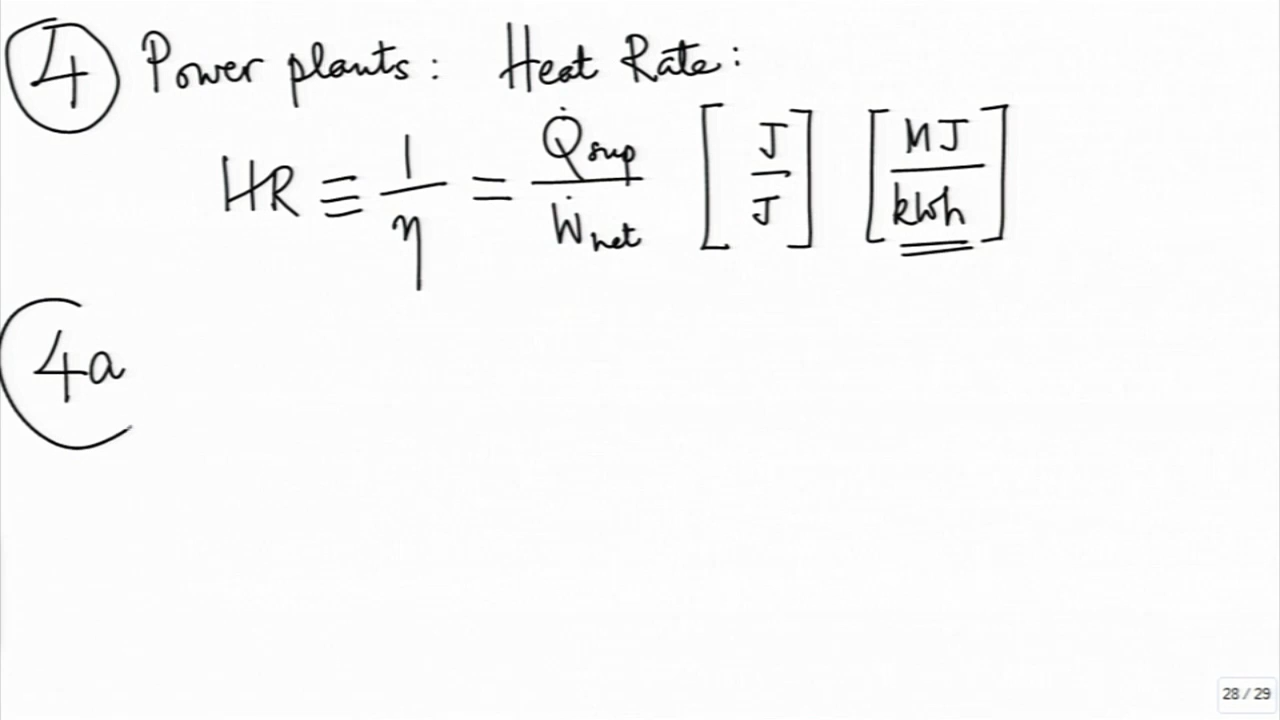 4 Power plants: Heat Rate:
HR ≡ 1/η = Q̇sup/Ẇnet [J/J] [MJ/kWh]
4a
28 / 29